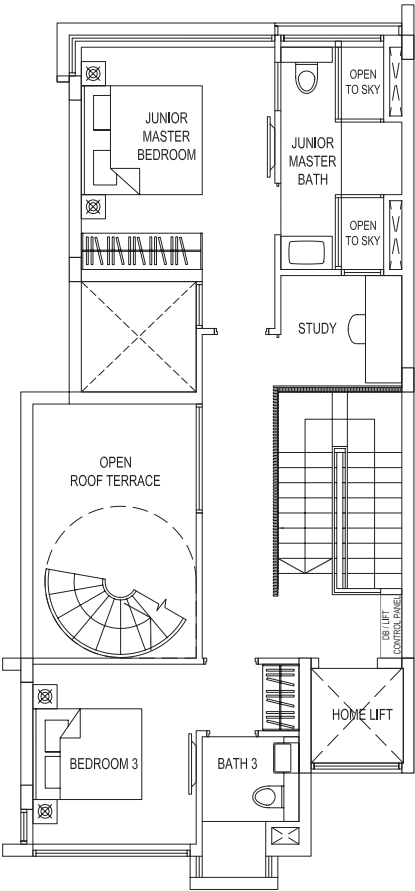 OPEN
TO SKY
JUNIOR
MASTER
BEDROOM
JUNIOR
MASTER
BATH
OPEN
TO SKY
STUDY
OPEN
ROOF TERRACE
DB / LIFT
CONTROL PANEL
HOME LIFT
BEDROOM 3
BATH 3